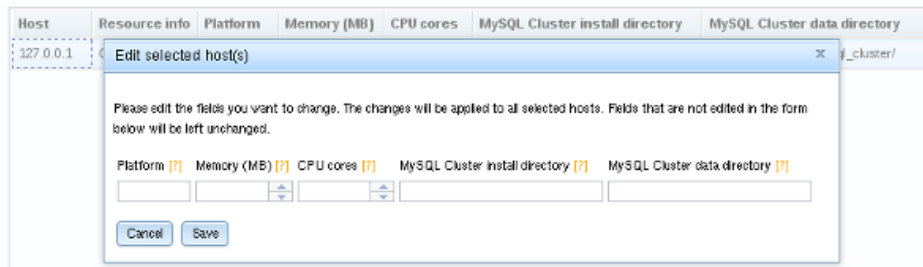 Host Resource info Platform Memory (MB) CPU cores MySQL Cluster install directory MySQL Cluster data directory
127.0.0.1
Edit selected host(s) x
Please edit the fields you want to change. The changes will be applied to all selected hosts. Fields that are not edited in the form
below will be left unchanged.
Platform [?] Memory (MB) [?] CPU cores [?] MySQL Cluster install directory [?] MySQL Cluster data directory [?]
Cancel Save